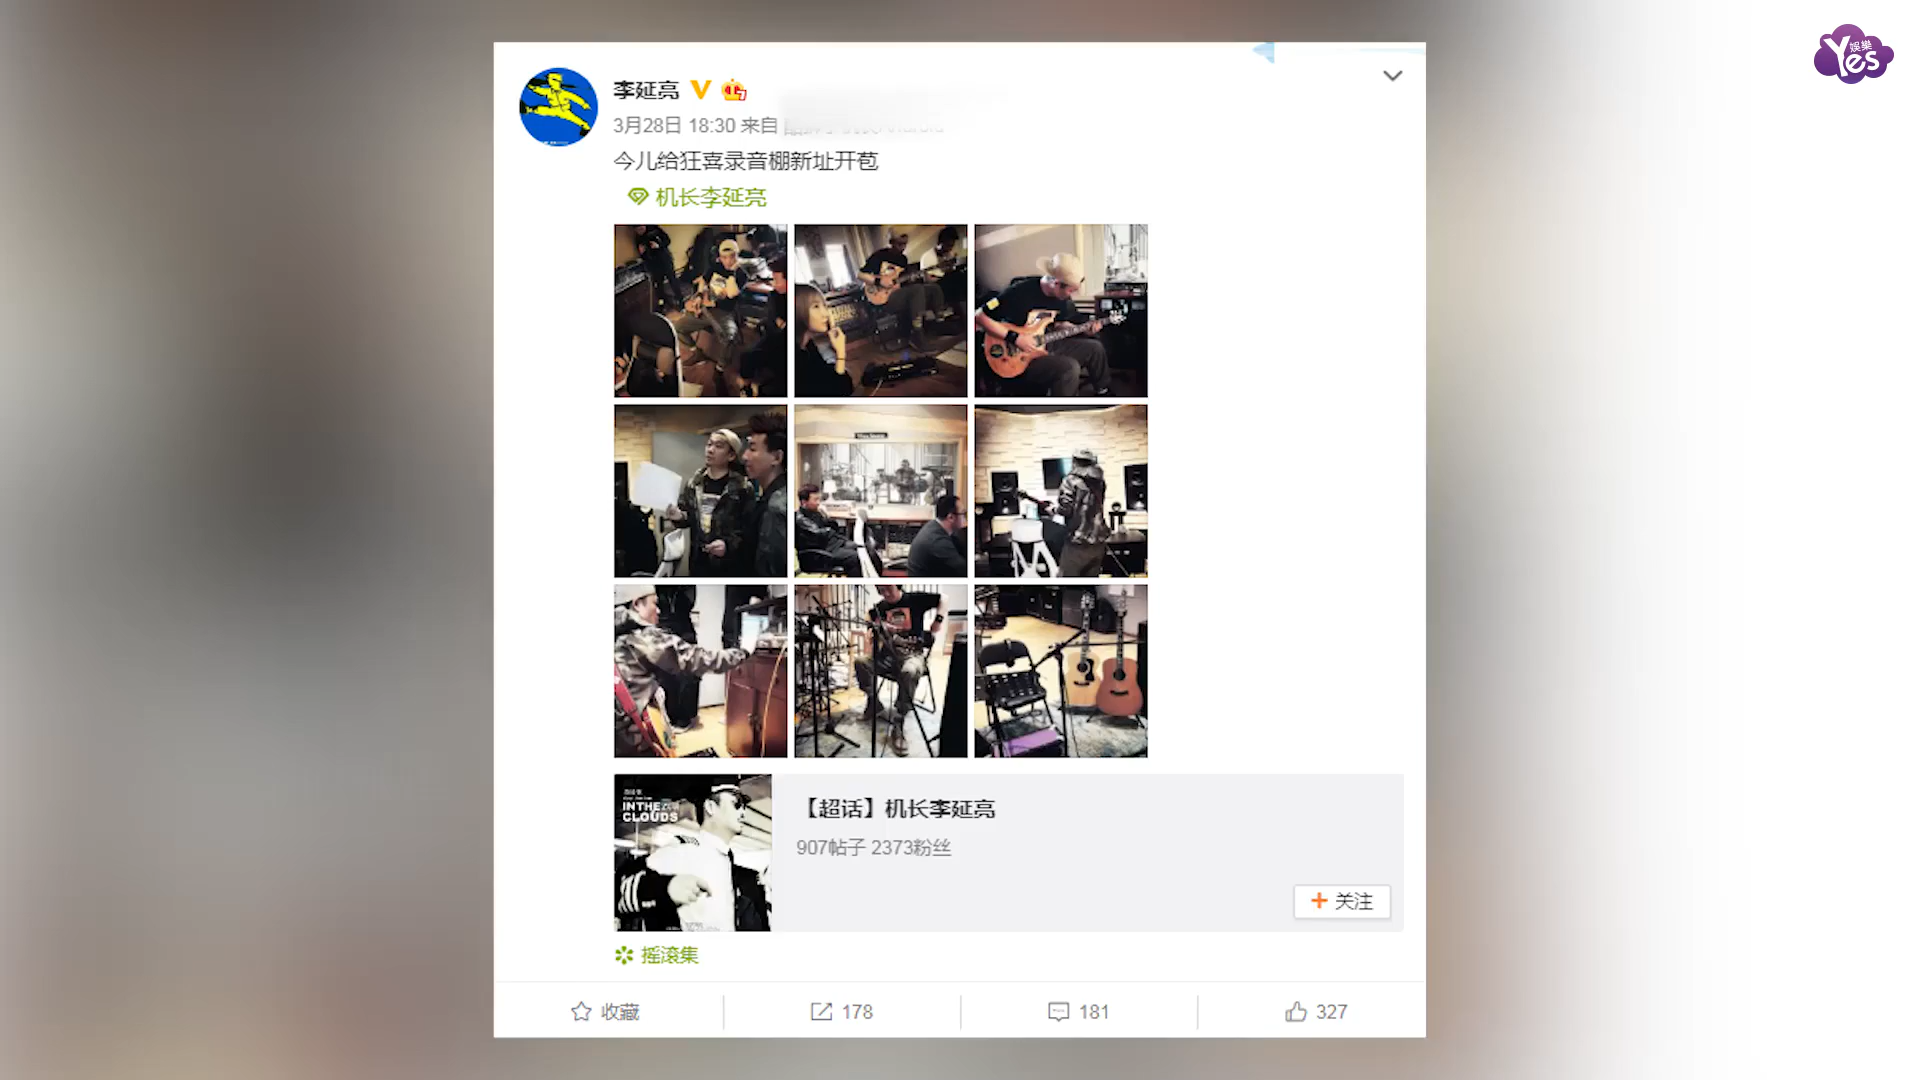 Yes
娛樂
李延亮
3月28日 18:30 来自
今儿给狂喜录音棚新址开苞
机长李延亮
IN THE
CLOUDS
【超话】机长李延亮
907帖子 2373粉丝
+ 关注
摇滚集
收藏
178
181
327